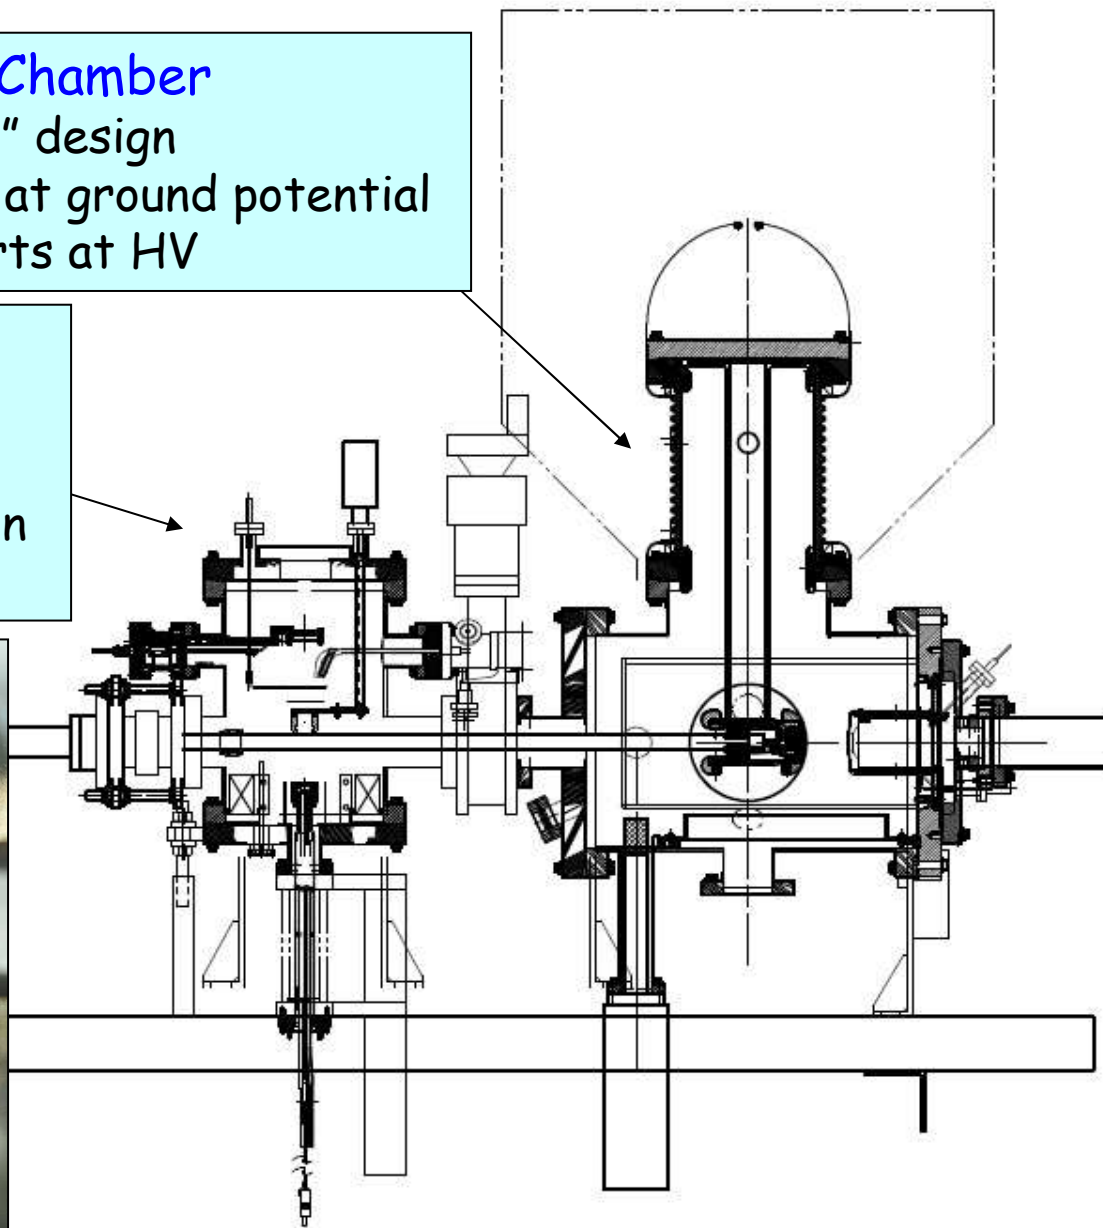 Chamber
” design
at ground potential
rts at HV
n